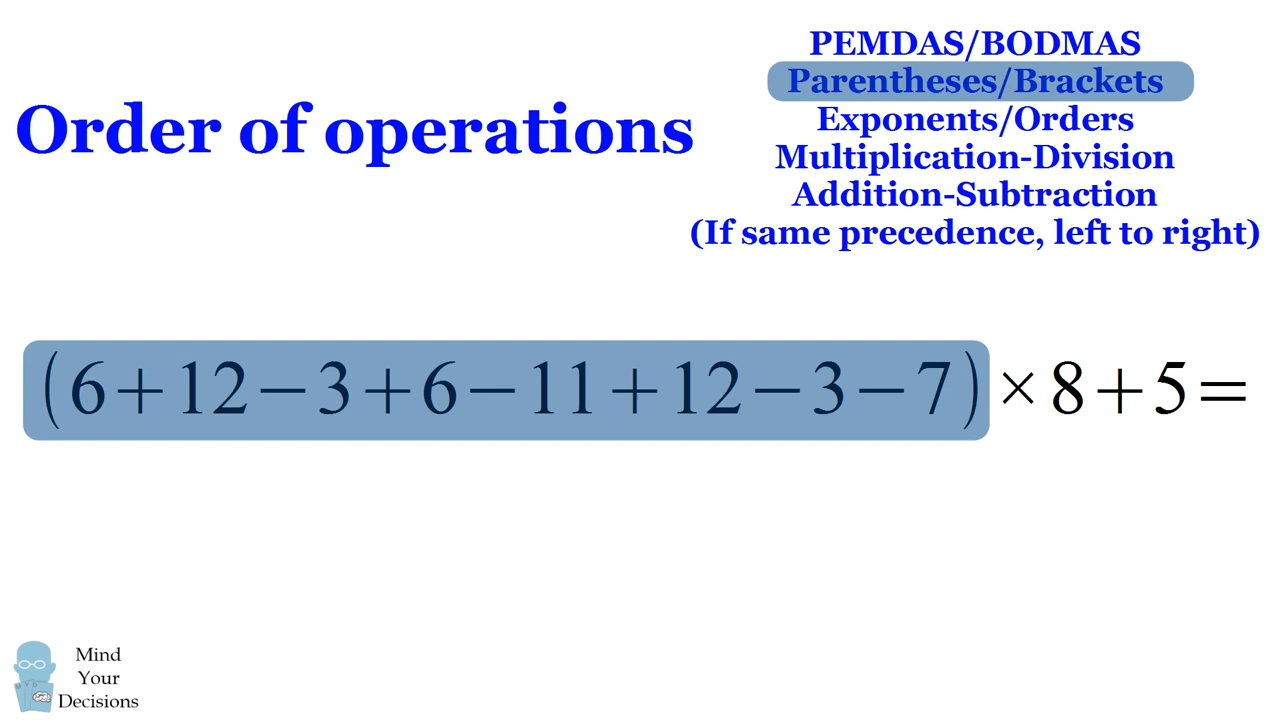 PEMDAS/BODMAS
Parentheses/Brackets
Order of operations
Exponents/Orders
Multiplication-Division
Addition-Subtraction
(If same precedence, left to right)
(6+12−3+6−11+12−3−7)×8+5=
Mind
Your
Decisions